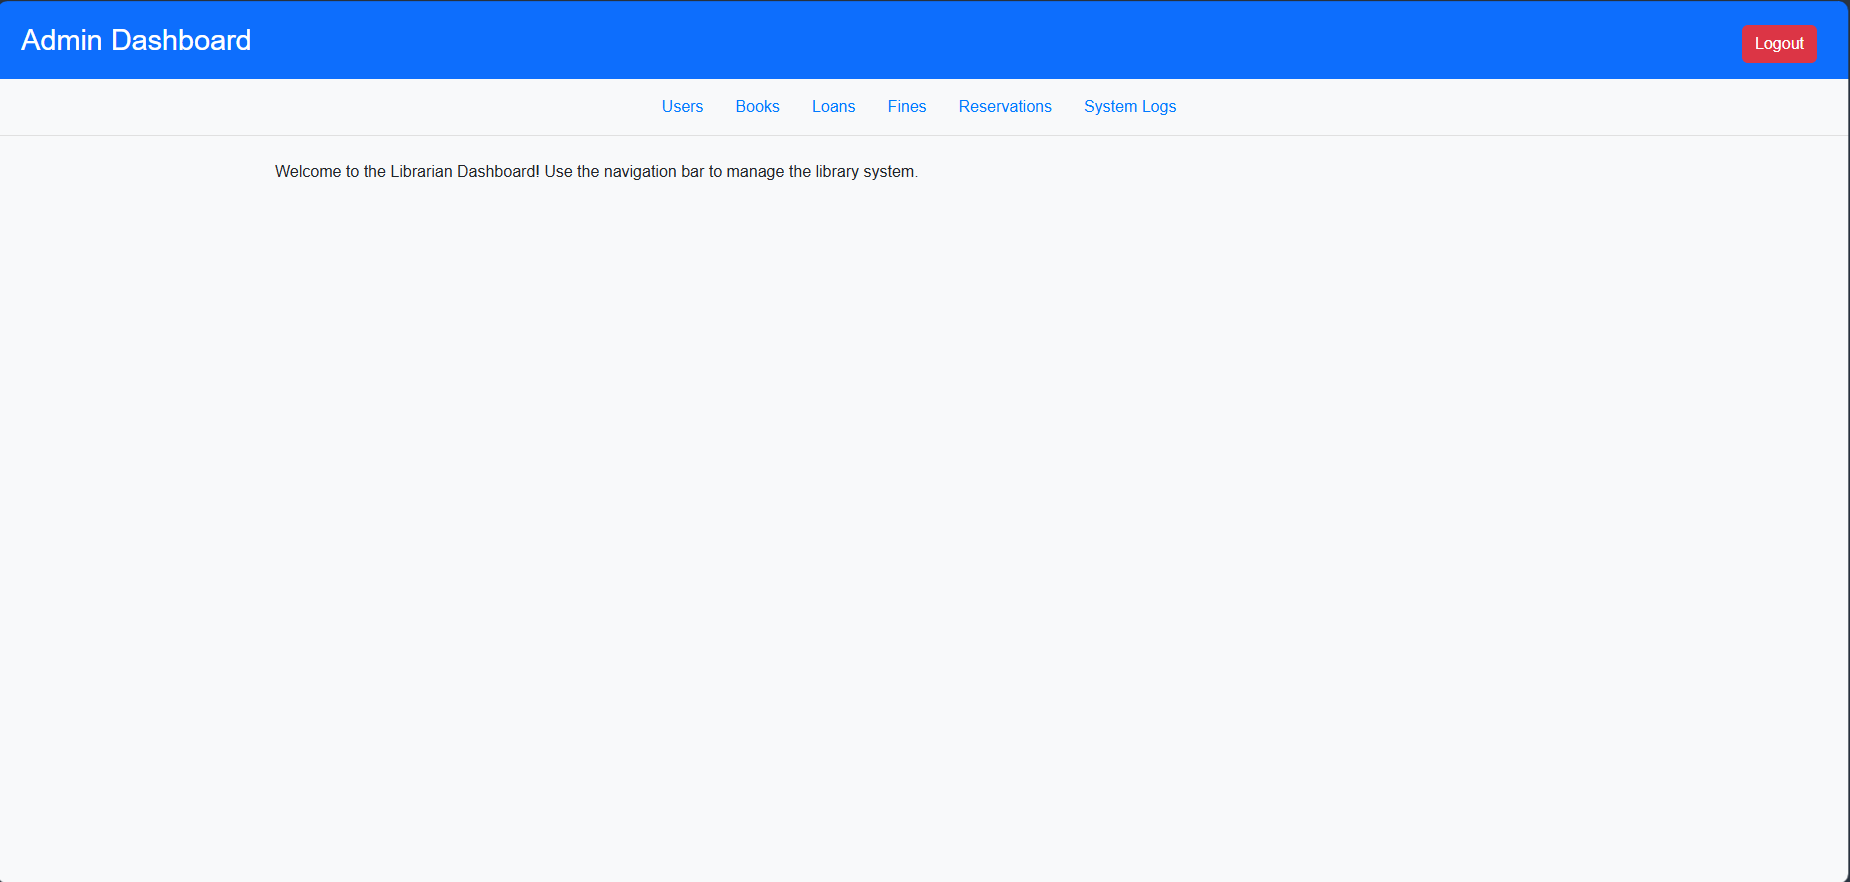 Admin Dashboard
Logout
Users Books Loans Fines Reservations System Logs
Welcome to the Librarian Dashboard! Use the navigation bar to manage the library system.